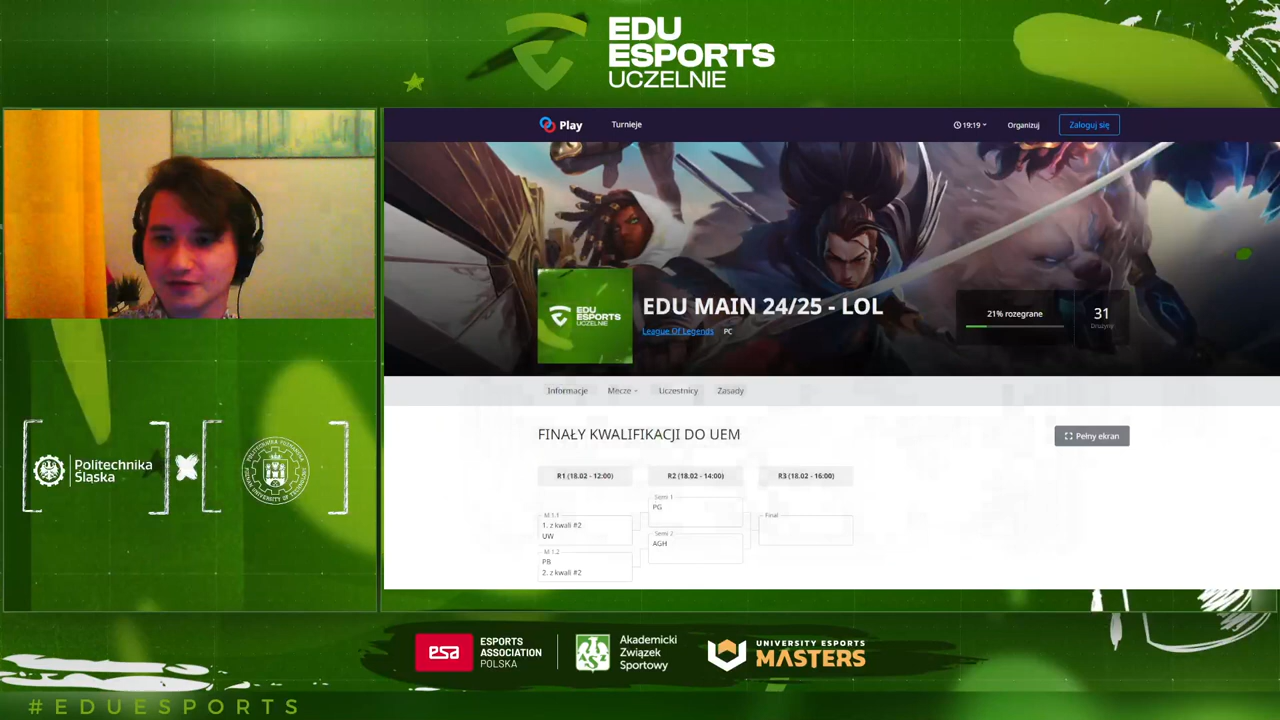 EDU
ESPORTS
UCZELNIE
Play
Turnieje
19:19
Organizuj
Zaloguj się
EDU
ESPORTS
UCZELNIE
EDU MAIN 24/25 - LOL
League Of Legends
PC
21% rozegrane
31
Drużyny
Informacje
Mecze
Uczestnicy
Zasady
FINAŁY KWALIFIKACJI DO UEM
Pełny ekran
R1 (18.02 - 12:00)
R2 (18.02 - 14:00)
R3 (18.02 - 16:00)
M 1.1
1. z kwali #2
UW
M 1.2
PB
2. z kwali #2
Semi 1
PG
Semi 2
AGH
Final
Politechnika
Śląska
esa
ESPORTS
ASSOCIATION
POLSKA
AZS
Akademicki
Związek
Sportowy
UNIVERSITY ESPORTS
MASTERS
#EDUESPORTS